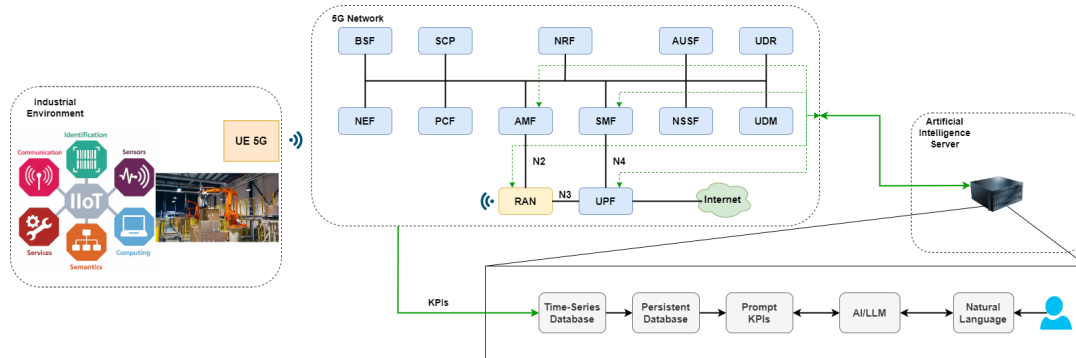 5G Network
BSF
SCP
NRF
AUSF
UDR
NEF
PCF
AMF
SMF
NSSF
UDM
N2
N4
RAN
N3
UPF
Internet
Industrial
Environment
UE 5G
Identification
Communication
Sensors
IIoT
Services
Computing
Semantics
Artificial
Intelligence
Server
KPIs
Time-Series
Database
Persistent
Database
Prompt
KPIs
AI/LLM
Natural
Language